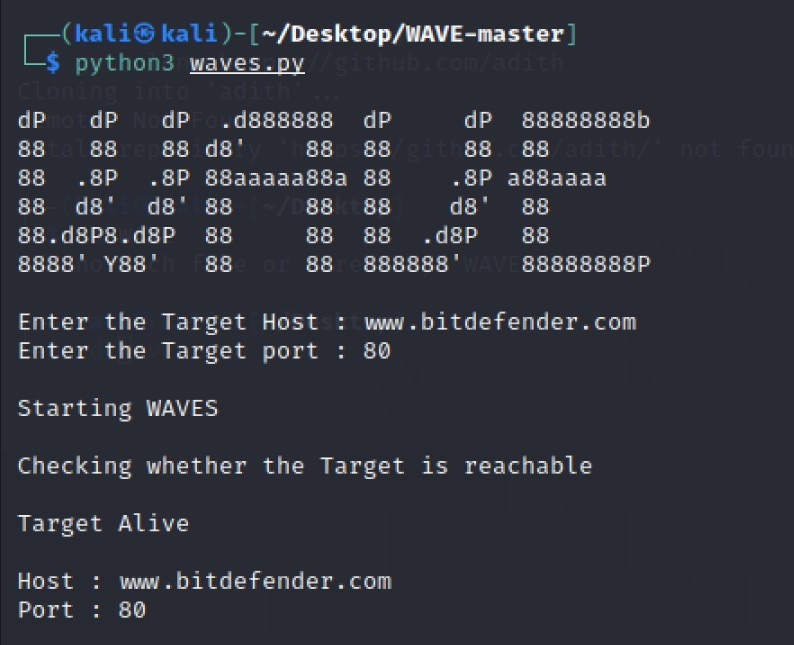 ┌──(kali㉿kali)-[~/Desktop/WAVE-master]
└─$ python3 waves.py
dP    dP   dP  .d888888  dP      dP  88888888b
88    88   88 d8'    88  88      88  88
88   .8P  .8P 88aaaaa88a 88     .8P a88aaaa
88   d8'  d8' 88     88  88     d8'  88
88.d8P8.d8P  88     88  88   .d8P   88
8888' Y88'   88     88  888888'    88888888P
Enter the Target Host : www.bitdefender.com
Enter the Target port : 80
Starting WAVES
Checking whether the Target is reachable
Target Alive
Host : www.bitdefender.com
Port : 80